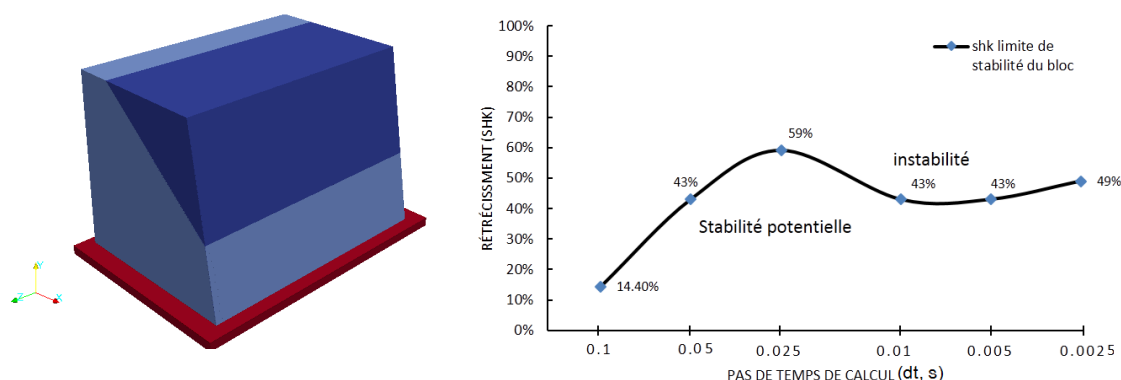 Y
Z
X
100%
90%
80%
70%
60%
50%
40%
30%
20%
10%
0%
RÉTRÉCISSMENT (SHK)
shk limite de
stabilité du bloc
59%
instabilité
43%
43%
43%
49%
Stabilité potentielle
14.40%
0.1
0.05
0.025
0.01
0.005
0.0025
PAS DE TEMPS DE CALCUL (dt, s)